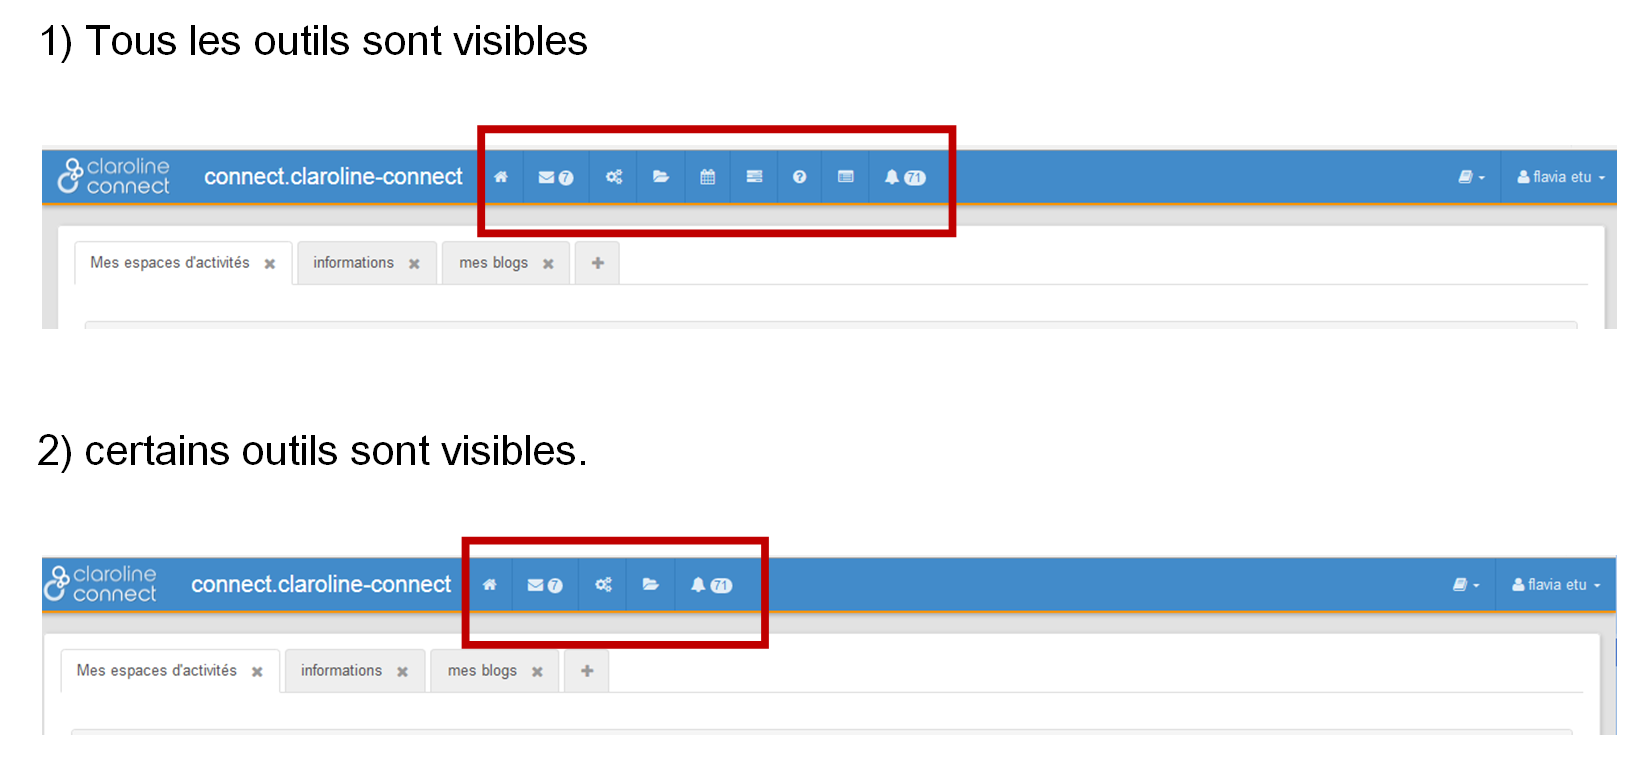 1) Tous les outils sont visibles
claroline
connect
connect.claroline-connect 7 71 flavia etu
Mes espaces d'activités informations mes blogs
2) certains outils sont visibles.
claroline
connect
connect.claroline-connect 7 71 flavia etu
Mes espaces d'activités informations mes blogs